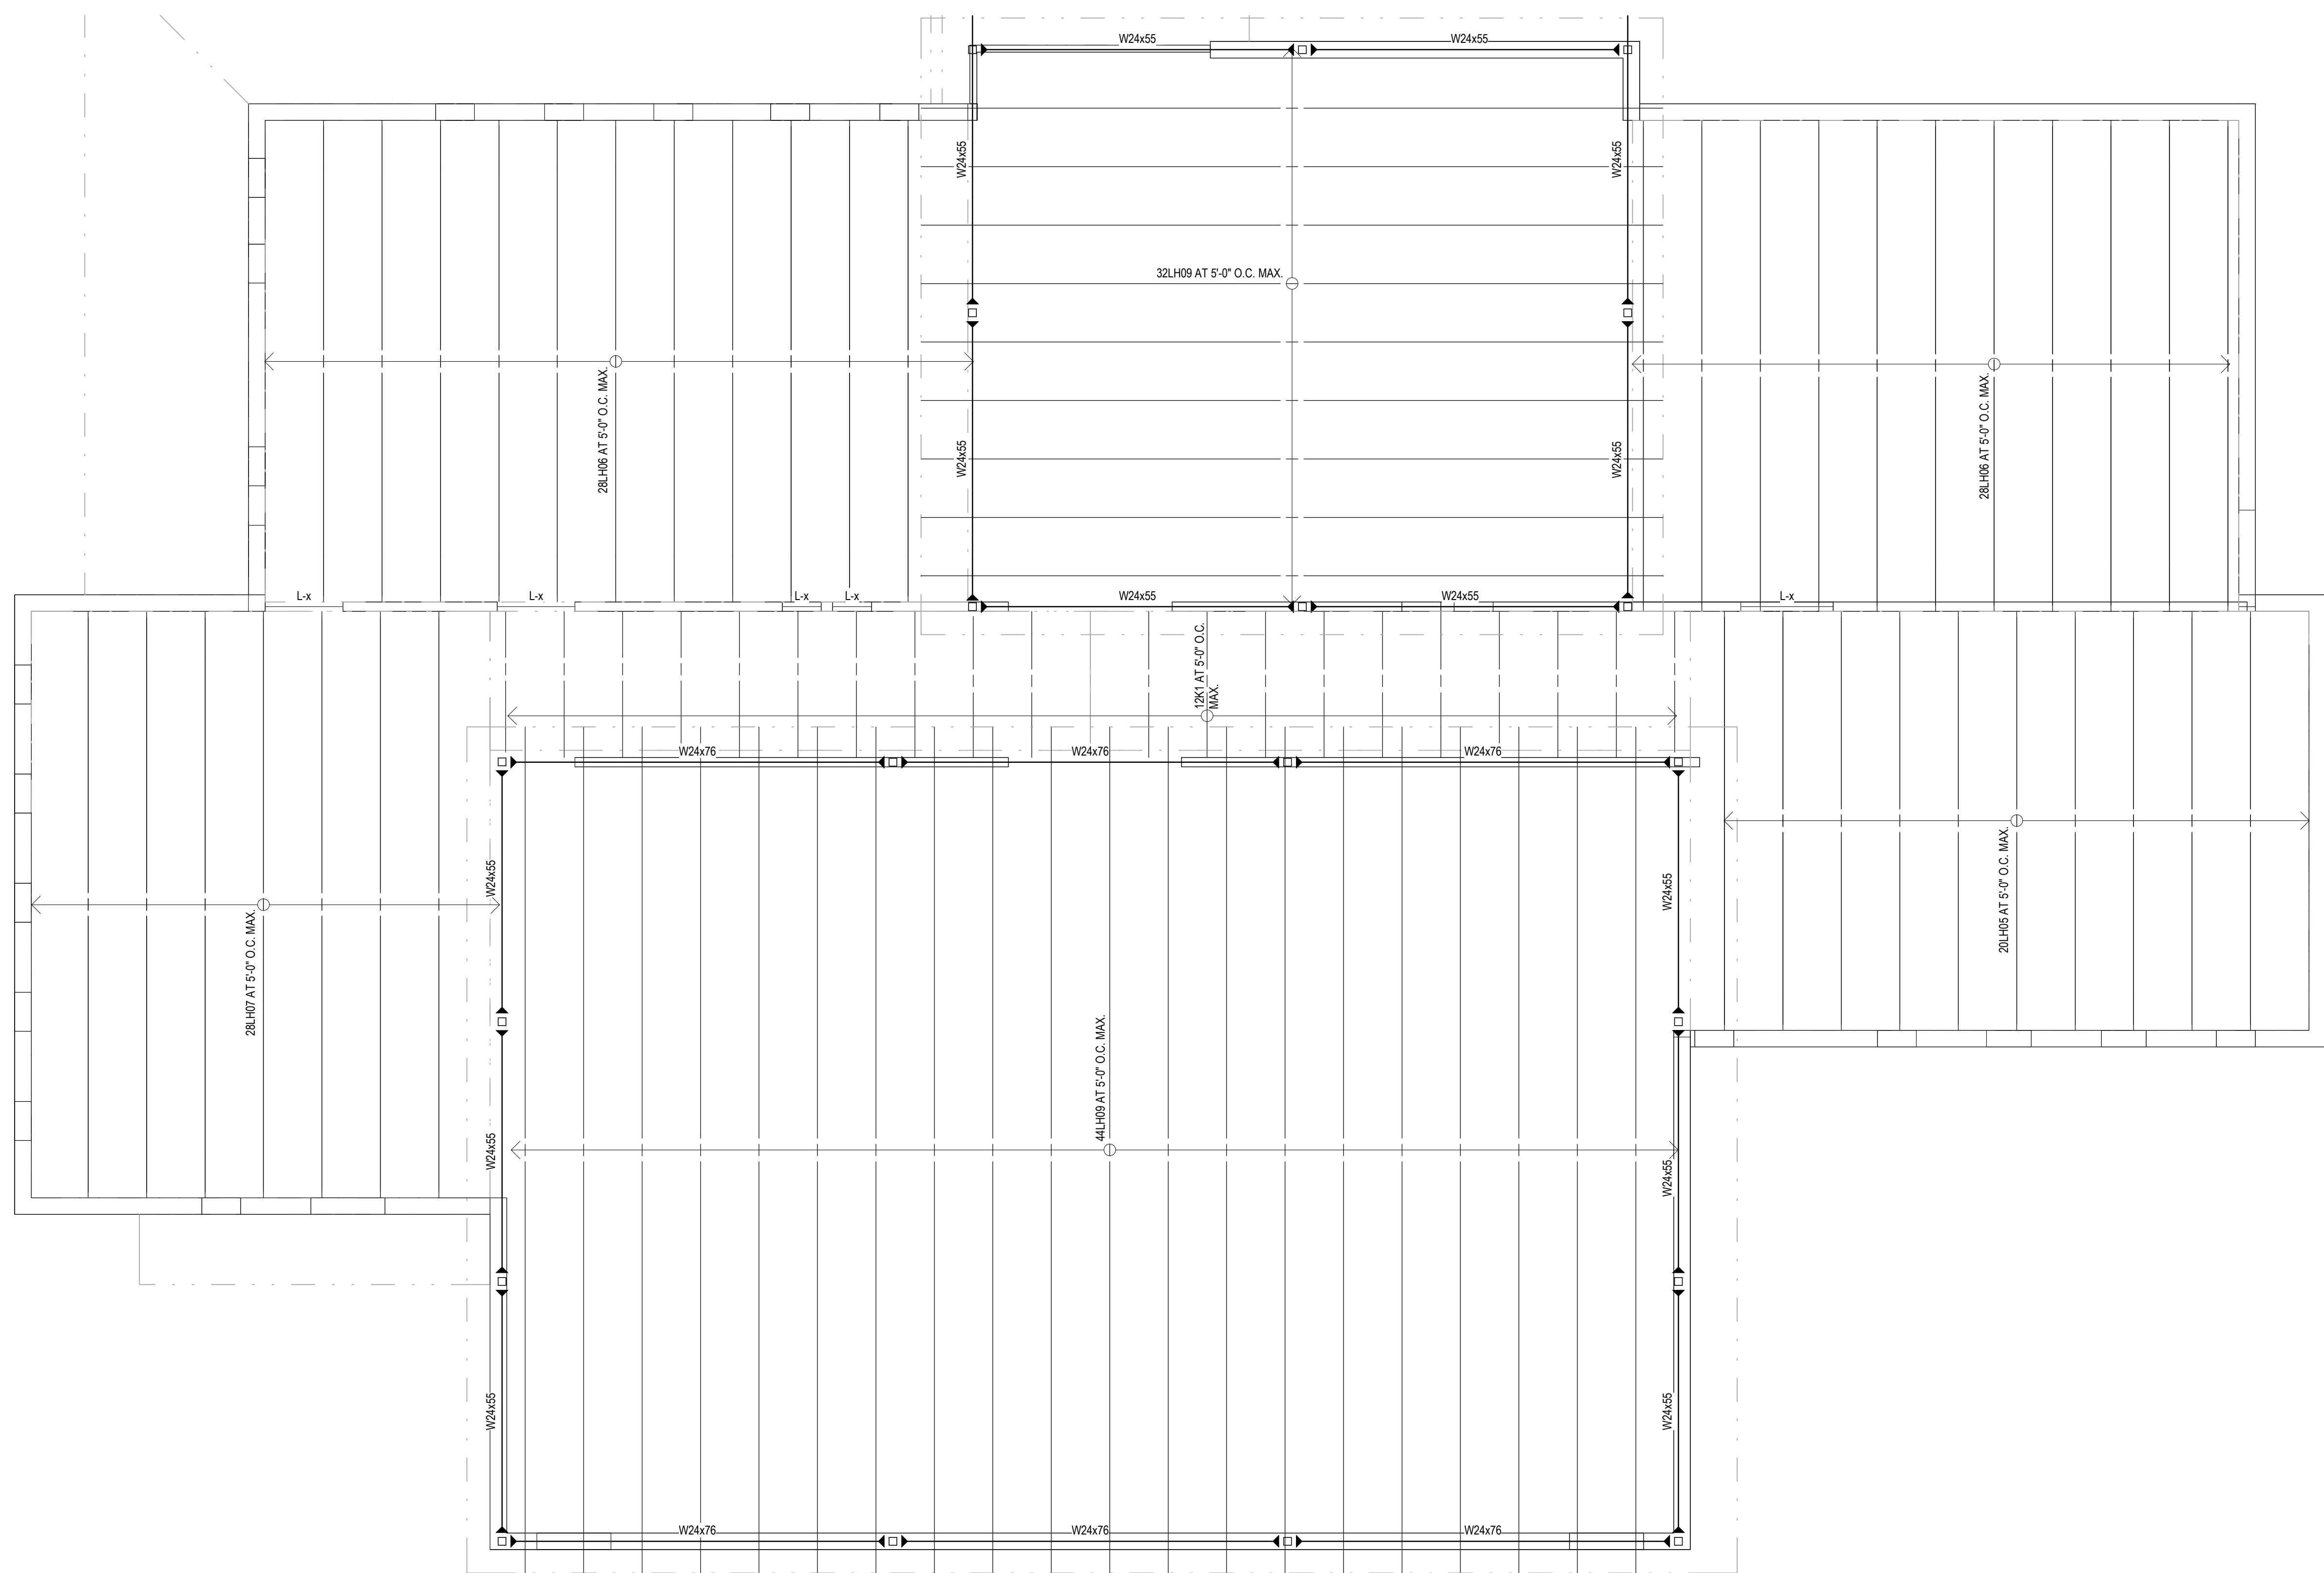 W24x55
W24x55
W24x55
W24x55
32LH09 AT 5'-0" O.C. MAX.
28LH06 AT 5'-0" O.C. MAX.
28LH06 AT 5'-0" O.C. MAX.
W24x55
W24x55
L-x
L-x
L-x
L-x
W24x55
W24x55
L-x
12K1 AT 5'-0" O.C.
MAX.
W24x76
W24x76
W24x76
W24x55
W24x55
20LH05 AT 5'-0" O.C. MAX.
28LH07 AT 5'-0" O.C. MAX.
44LH09 AT 5'-0" O.C. MAX.
W24x55
W24x55
W24x55
W24x55
W24x76
W24x76
W24x76